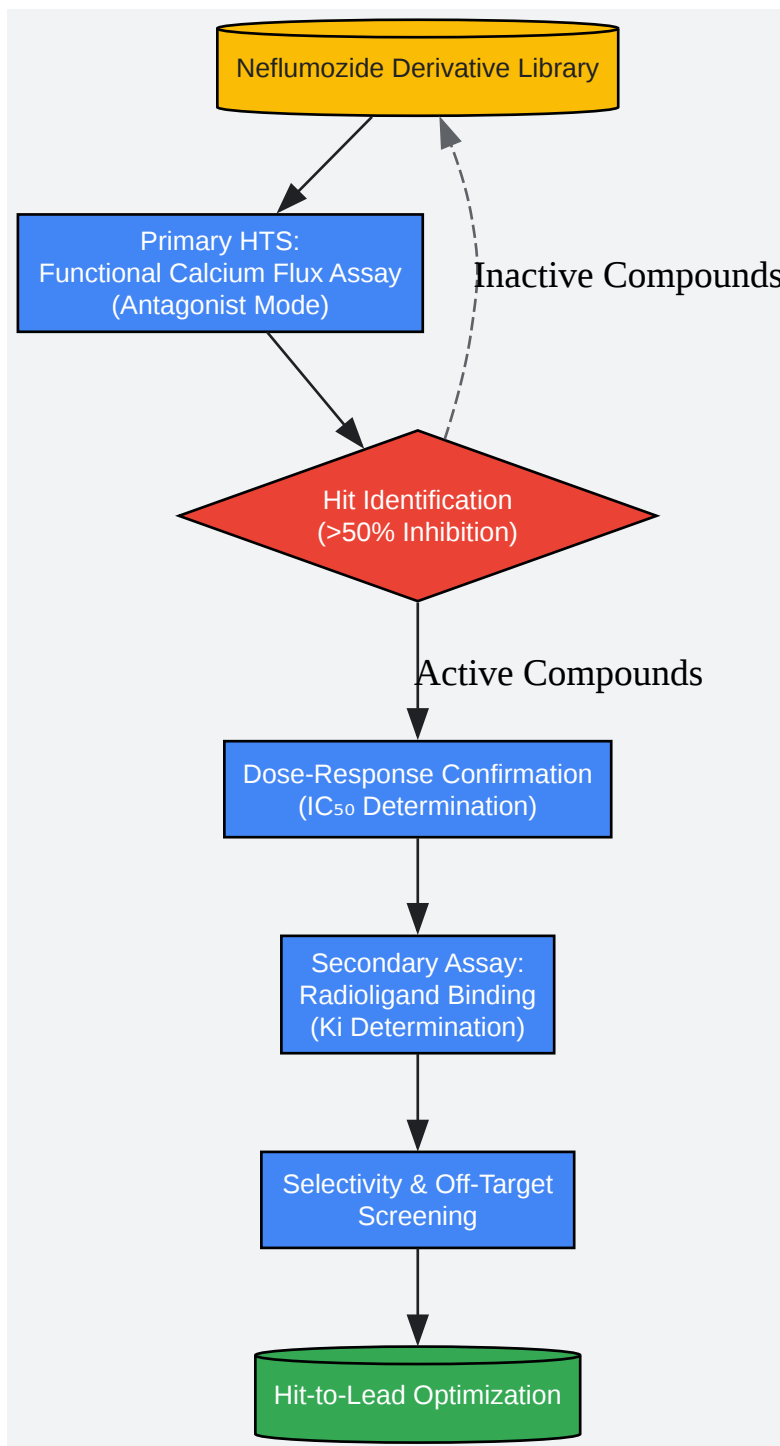 Neflumozide Derivative Library
Primary HTS:
Functional Calcium Flux Assay
(Antagonist Mode)
Inactive Compounds
Hit Identification
(>50% Inhibition)
Active Compounds
Dose-Response Confirmation
(IC₅₀ Determination)
Secondary Assay:
Radioligand Binding
(Ki Determination)
Selectivity & Off-Target
Screening
Hit-to-Lead Optimization